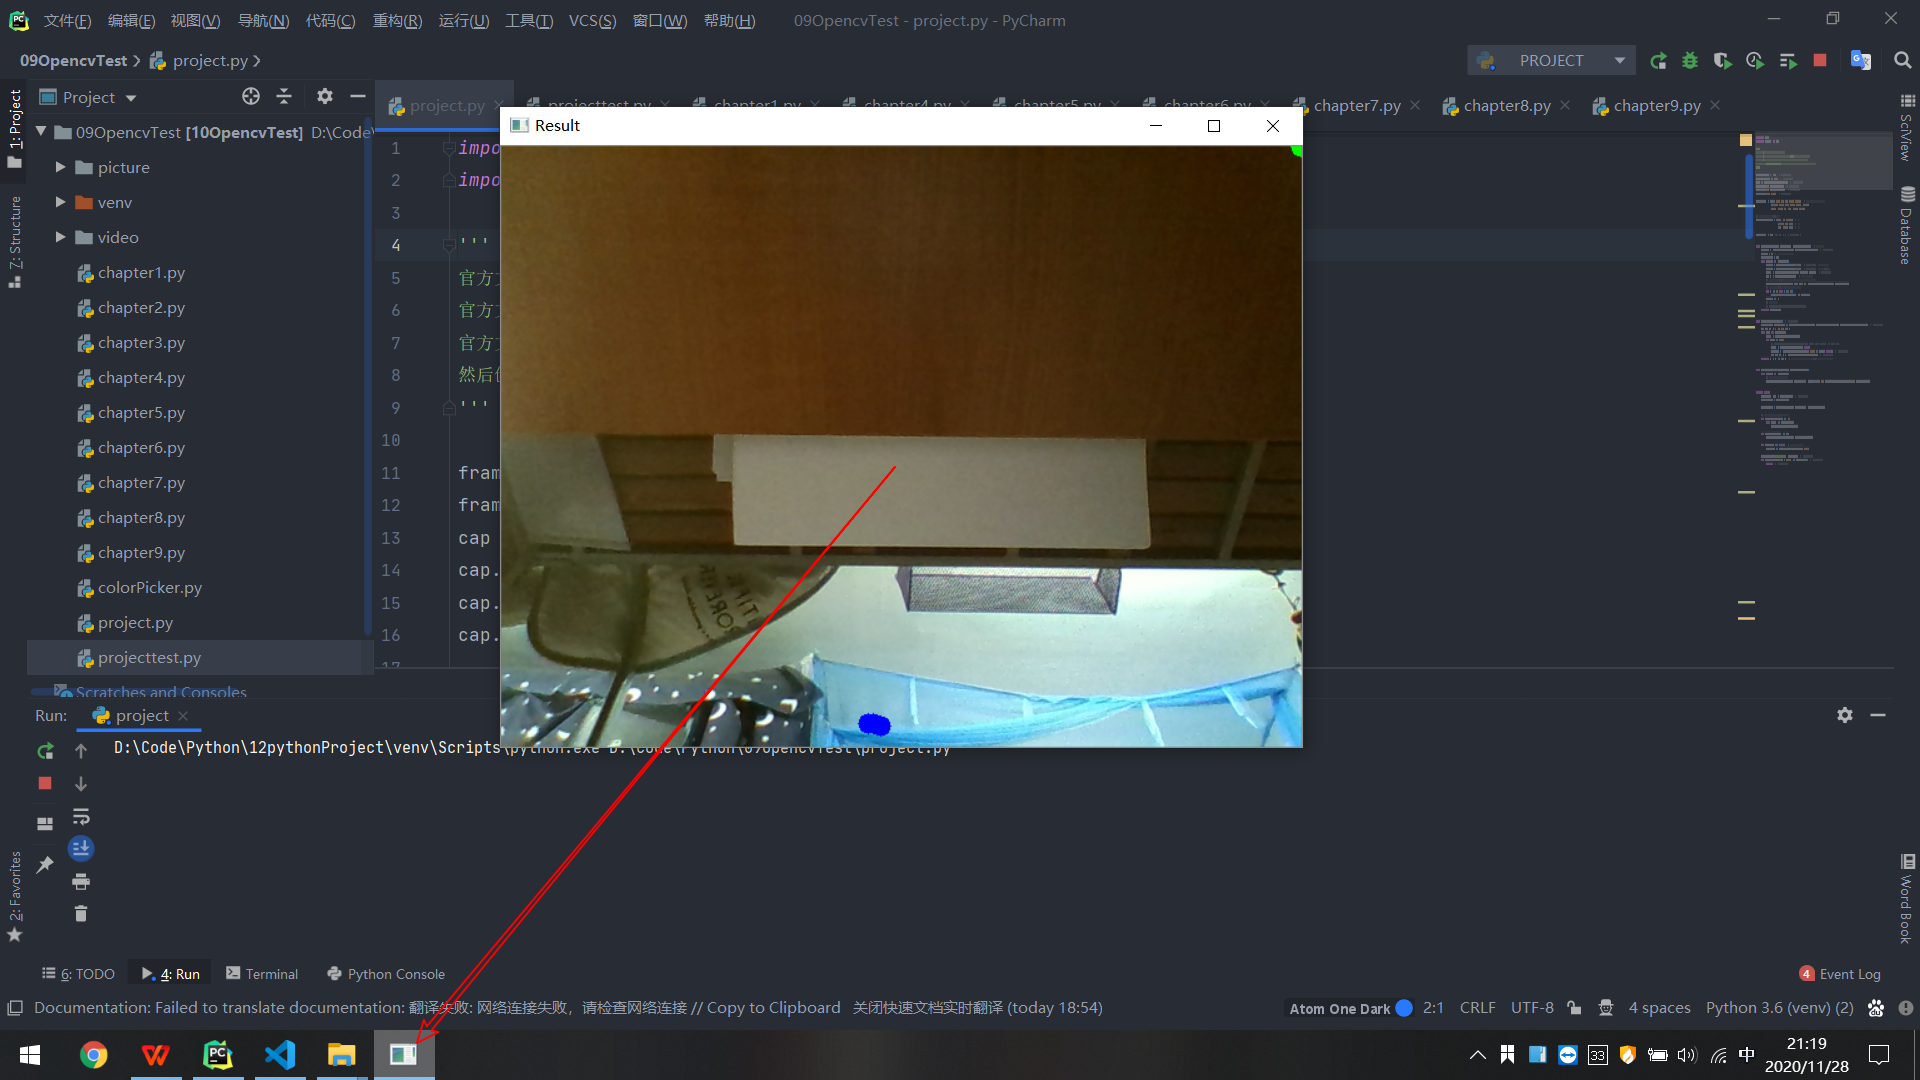 文件(F) 编辑(E) 视图(V) 导航(N) 代码(C) 重构(R) 运行(U) 工具(T) VCS(S) 窗口(W) 帮助(H) 09OpencvTest - project.py - PyCharm
09OpencvTest project.py PROJECT
Project
project.py projecttest.py chapter1.py chapter4.py chapter5.py chapter6.py chapter7.py chapter8.py chapter9.py
Result
1: Project
7: Structure
2: Favorites
SciView
Database
Word Book
09OpencvTest [10OpencvTest] D:\Code\
picture
venv
video
chapter1.py
chapter2.py
chapter3.py
chapter4.py
chapter5.py
chapter6.py
chapter7.py
chapter8.py
chapter9.py
colorPicker.py
project.py
projecttest.py
Scratches and Consoles
1 impo
2 impo
3
4 '''
5 官方
6 官方
7 官方
8 然后
9 '''
10
11 fram
12 fram
13 cap
14 cap.
15 cap.
16 cap.
17
Run: project
D:\Code\Python\12pythonProject\venv\Scripts\python.exe D:\Code\Python\09OpencvTest\project.py
6: TODO 4: Run Terminal Python Console 4 Event Log
Documentation: Failed to translate documentation: 翻译失败: 网络连接失败，请检查网络连接 // Copy to Clipboard 关闭快速文档实时翻译 (today 18:54) Atom One Dark 2:1 CRLF UTF-8 4 spaces Python 3.6 (venv) (2)
33 中 21:19
2020/11/28